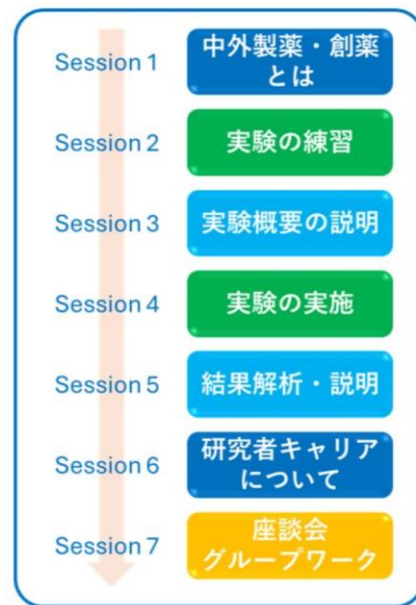 Session 1
中外製薬・創薬
とは
Session 2
実験の練習
Session 3
実験概要の説明
Session 4
実験の実施
Session 5
結果解析・説明
Session 6
研究者キャリア
について
Session 7
座談会
グループワーク